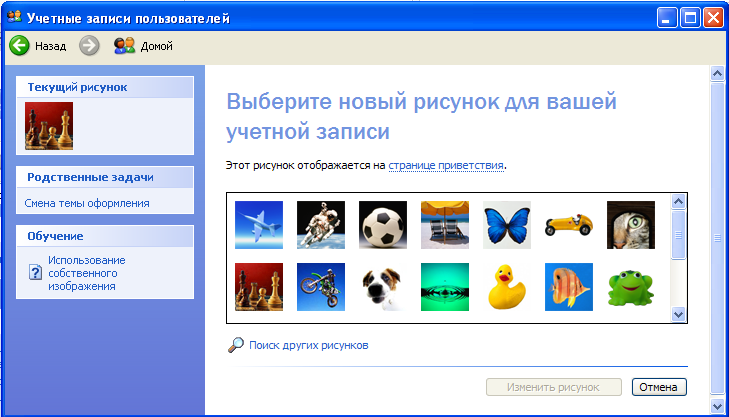 Учетные записи пользователей
Назад
Домой
Текущий рисунок
Родственные задачи
Смена темы оформления
Обучение
Использование
собственного
изображения
Выберите новый рисунок для вашей
учетной записи
Этот рисунок отображается на странице приветствия.
Поиск других рисунков
Изменить рисунок
Отмена